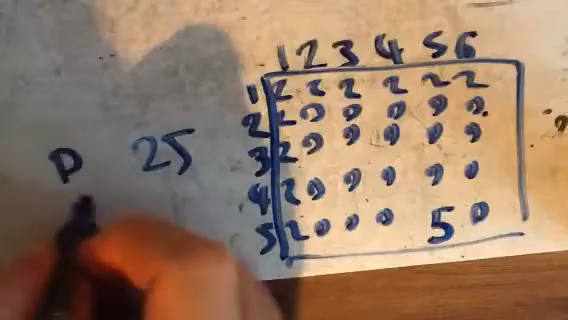 1 2 3 4 5 6
1 2 2 2 2 2 2
2 2 0 0 0 0 0
D 25
3 2 0 0 0 0 0
4 2 0 0 0 0 0
5 2 0 0 0 5 0